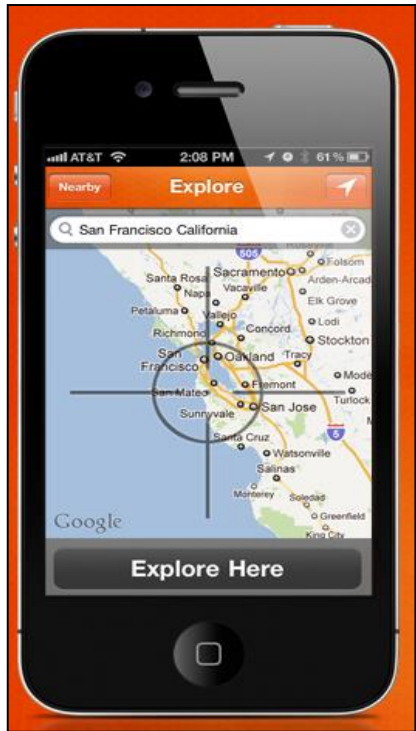 AT&T 2:08 PM 61%
Nearby Explore
San Francisco California
505
Folsom
Santa Rosa Sacramento Arden-Arcad
Napa Vacaville
Elk Grove
Petaluma Vallejo
Lodi
Richmond Concord Stockton
San Francisco Oakland Tracy
Mode
San Mateo Fremont
Turlock
Sunnyvale San Jose
5
Santa Cruz
Watsonville
Salinas
Monterey Soledad
Google Greenfield
King City
Explore Here